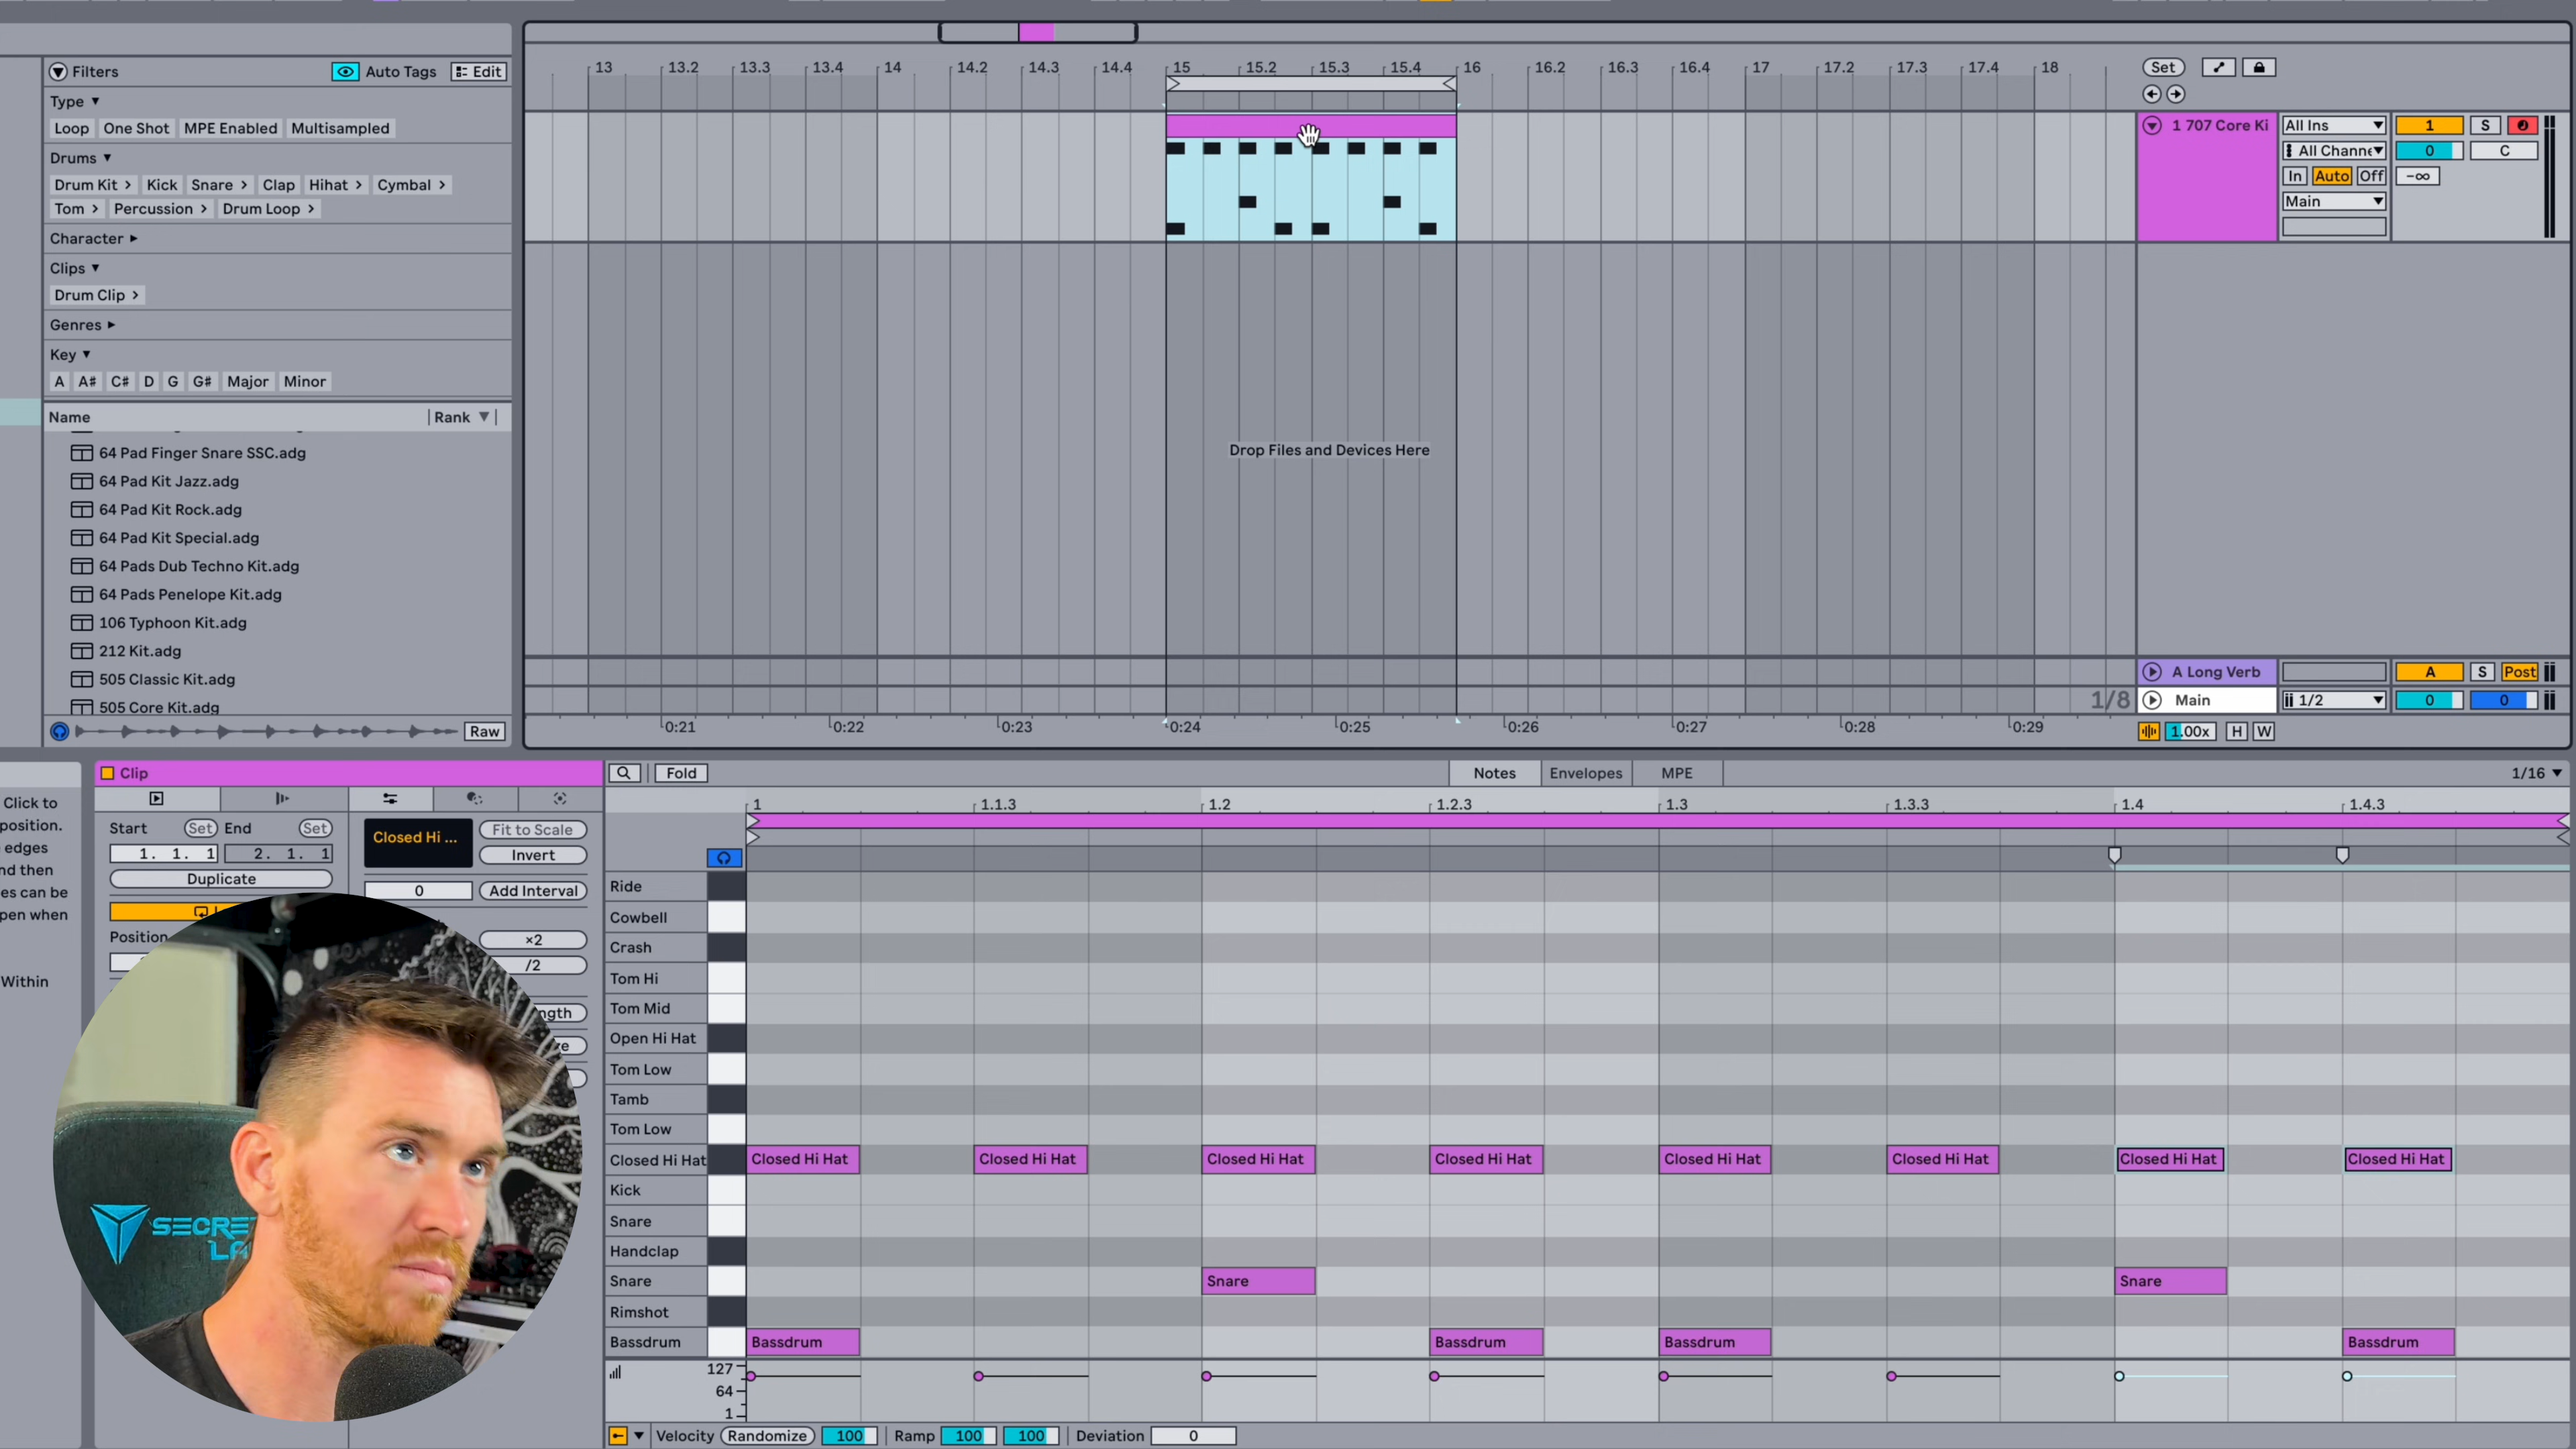 Filters Auto Tags Edit
Type
Loop One Shot MPE Enabled Multisampled
Drums
Drum Kit Kick Snare Clap Hihat Cymbal
Tom Percussion Drum Loop
Character
Clips
Drum Clip
Genres
Key
A A# C# D G G# Major Minor
Name Rank
64 Pad Finger Snare SSC.adg
64 Pad Kit Jazz.adg
64 Pad Kit Rock.adg
64 Pad Kit Special.adg
64 Pads Dub Techno Kit.adg
64 Pads Penelope Kit.adg
106 Typhoon Kit.adg
212 Kit.adg
505 Classic Kit.adg
505 Core Kit.adg
Raw
13 13.2 13.3 13.4 14 14.2 14.3 14.4 15 15.2 15.3 15.4 16 16.2 16.3 16.4 17 17.2 17.3 17.4 18
Set
1 707 Core Ki All Ins 1 S
All Channe 0 C
In Auto Off -∞
Main
Drop Files and Devices Here
A Long Verb A S Post
1/8 Main 1/2 0 0
0:21 0:22 0:23 0:24 0:25 0:26 0:27 0:28 0:29
1.00x H W
Click to
position.
edges
nd then
es can be
pen when
Within
Clip
Start Set End Set
1. 1. 1 2. 1. 1
Duplicate
Position
Closed Hi ...
Fit to Scale
Invert
0 Add Interval
×2
/2
ngth
Fold Notes Envelopes MPE 1/16
1 1.1.3 1.2 1.2.3 1.3 1.3.3 1.4 1.4.3
Ride
Cowbell
Crash
Tom Hi
Tom Mid
Open Hi Hat
Tom Low
Tamb
Tom Low
Closed Hi Hat Closed Hi Hat Closed Hi Hat Closed Hi Hat Closed Hi Hat Closed Hi Hat Closed Hi Hat Closed Hi Hat Closed Hi Hat
Kick
Snare
Handclap
Snare Snare Snare
Rimshot
Bassdrum Bassdrum Bassdrum Bassdrum Bassdrum
127
64
1
Velocity Randomize 100 Ramp 100 100 Deviation 0
SECRE
LA